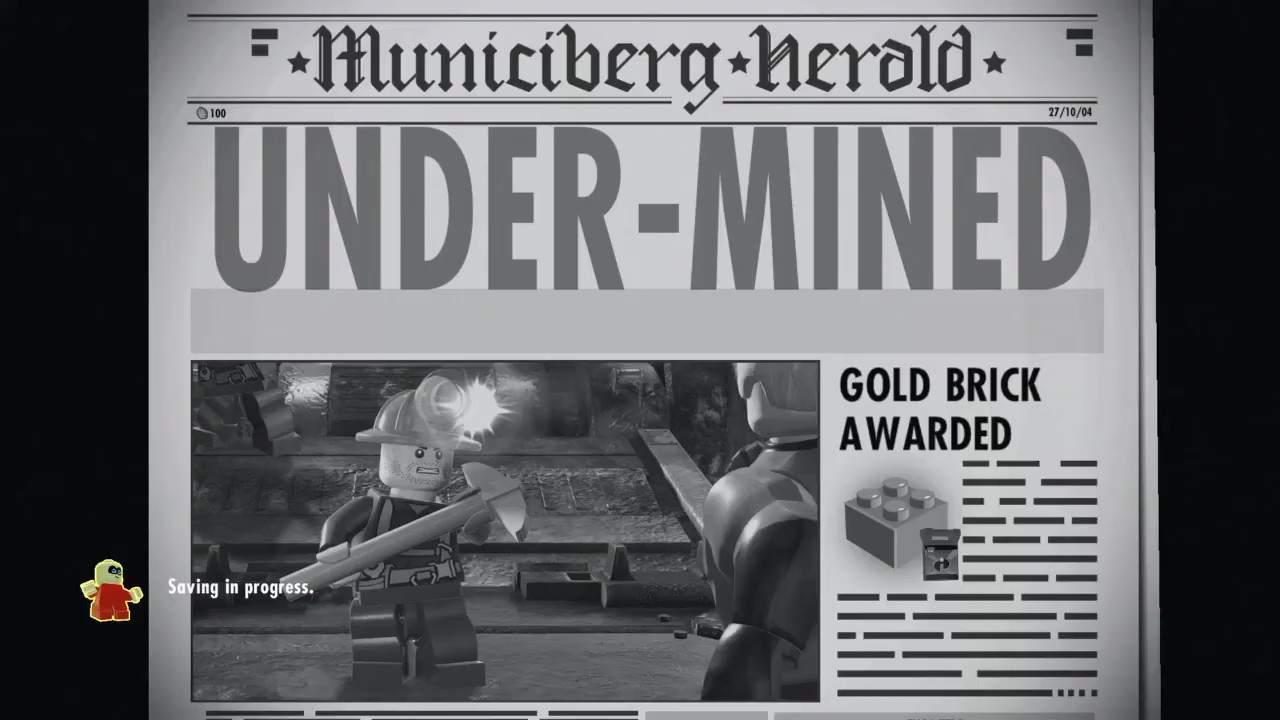 Municiberg Herald
100
27/10/04
UNDER-MINED
GOLD BRICK
AWARDED
Saving in progress.